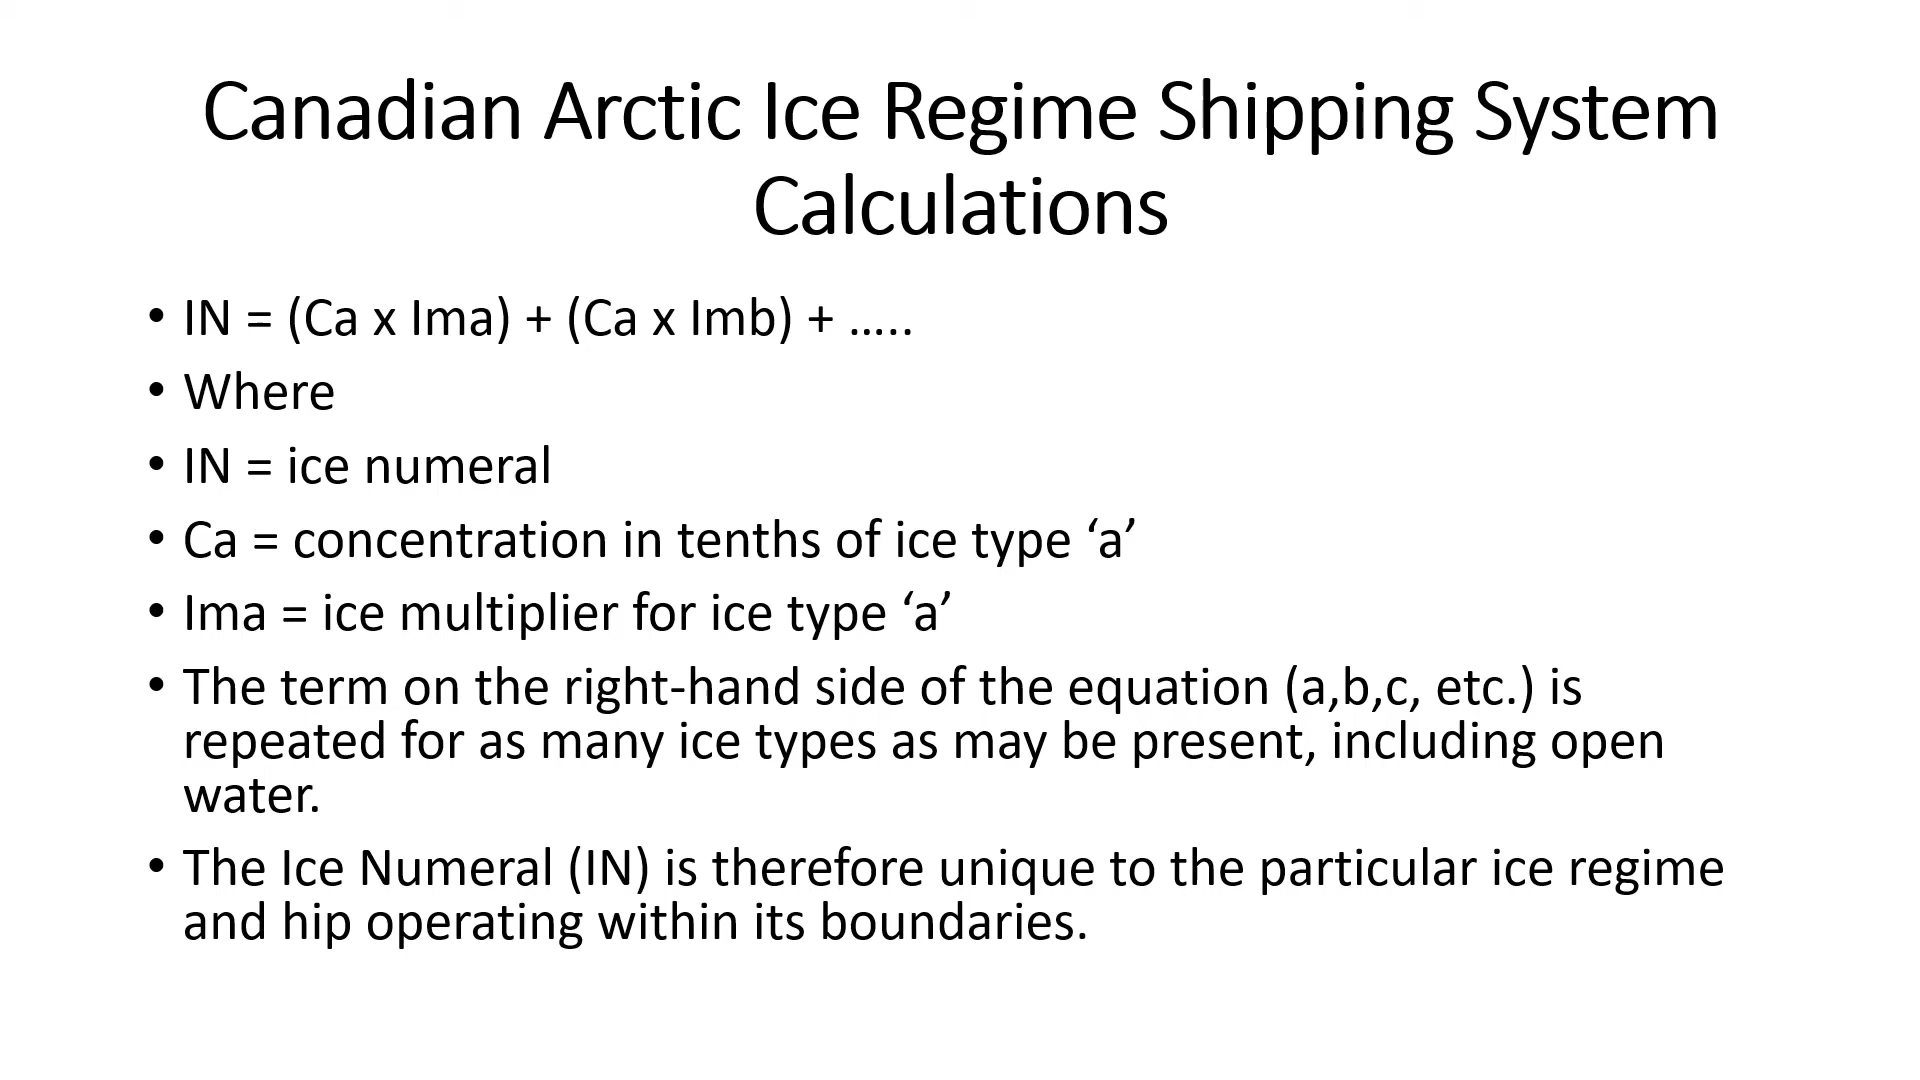 Canadian Arctic Ice Regime Shipping System
Calculations
• IN = (Ca x Ima) + (Ca x Imb) + …..
• Where
• IN = ice numeral
• Ca = concentration in tenths of ice type ‘a’
• Ima = ice multiplier for ice type ‘a’
• The term on the right-hand side of the equation (a,b,c, etc.) is
repeated for as many ice types as may be present, including open
water.
• The Ice Numeral (IN) is therefore unique to the particular ice regime
and hip operating within its boundaries.